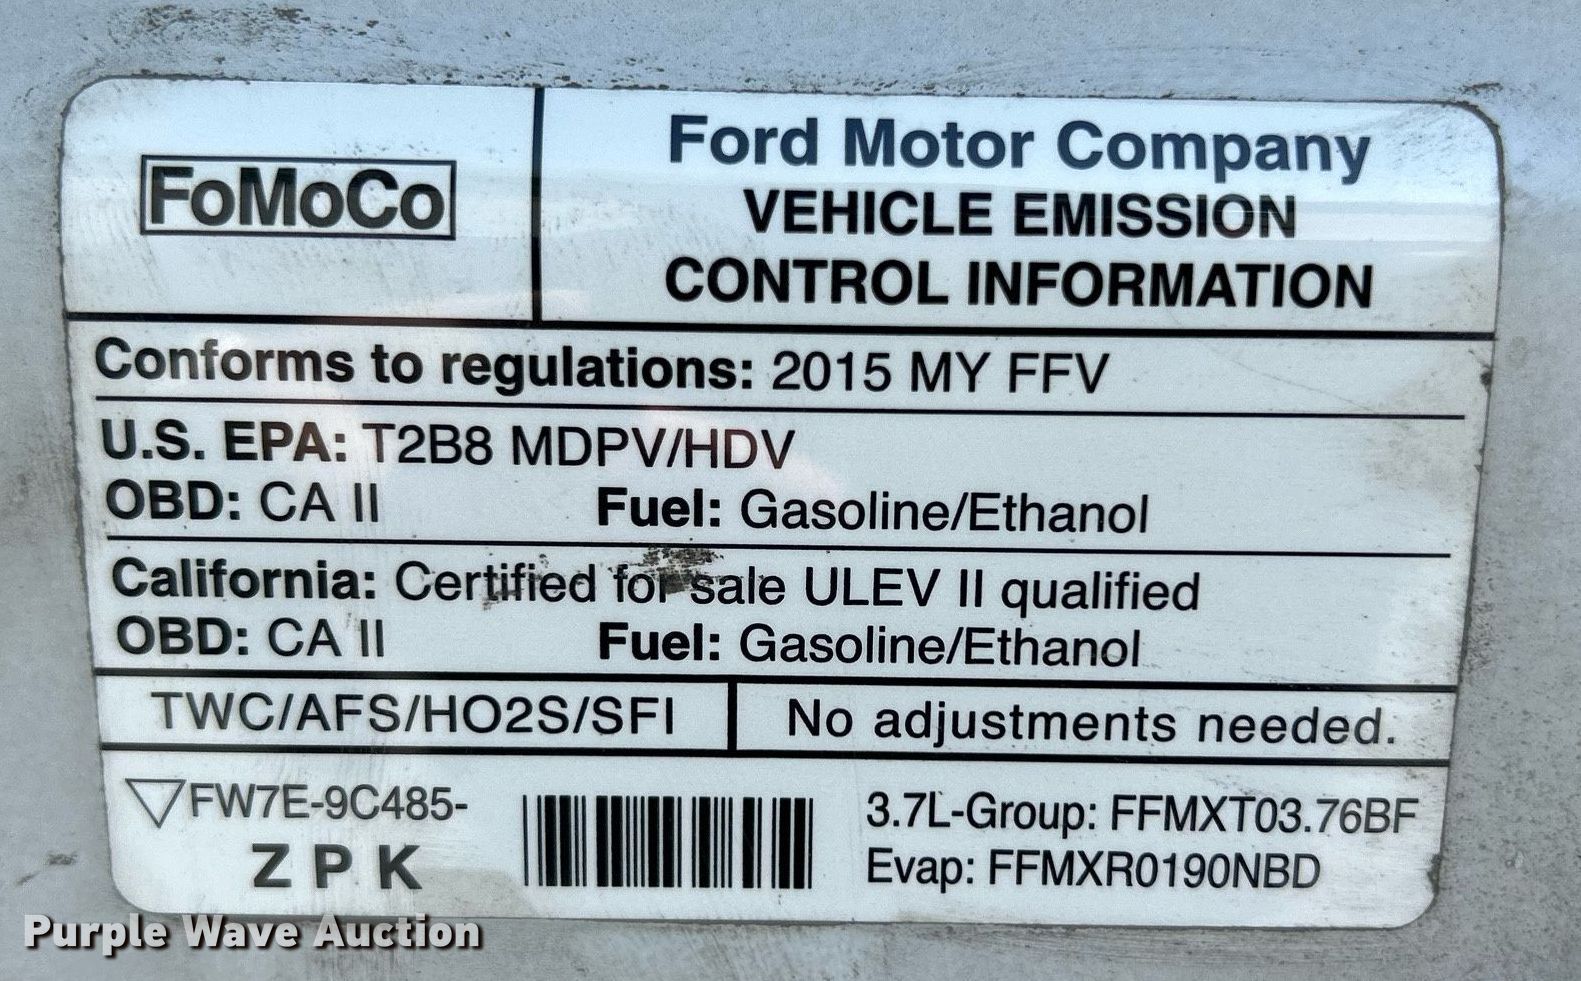 FoMoCo
Ford Motor Company
VEHICLE EMISSION
CONTROL INFORMATION
Conforms to regulations: 2015 MY FFV
U.S. EPA: T2B8 MDPV/HDV
OBD: CA II Fuel: Gasoline/Ethanol
California: Certified for sale ULEV II qualified
OBD: CA II Fuel: Gasoline/Ethanol
TWC/AFS/HO2S/SFI No adjustments needed.
FW7E-9C485-
Z P K
3.7L-Group: FFMXT03.76BF
Evap: FFMXR0190NBD
Purple Wave Auction